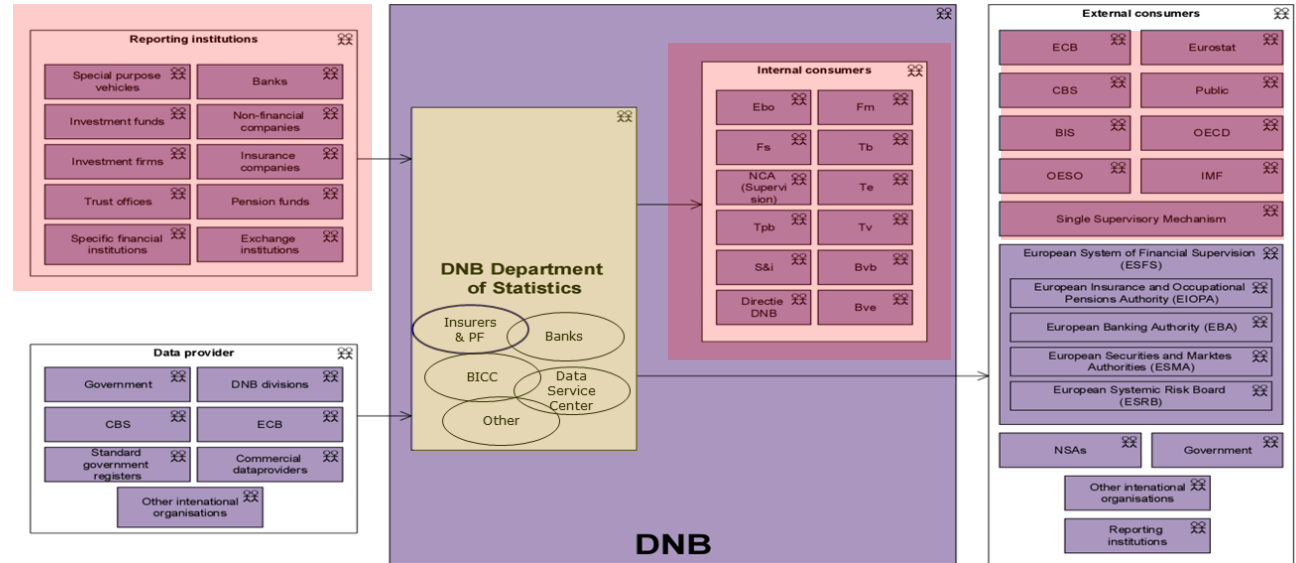 Reporting institutions
Special purpose
vehicles
Banks
Investment funds
Non-financial
companies
Investment firms
Insurance
companies
Trust offices
Pension funds
Specific financial
institutions
Exchange
institutions
Data provider
Government
DNB divisions
CBS
ECB
Standard
government
registers
Commercial
dataproviders
Other intenational
organisations
DNB Department
of Statistics
Insurers
& PF
Banks
BICC
Data
Service
Center
Other
Internal consumers
Ebo
Fm
Fs
Tb
NCA
(Supervi
sion)
Te
Tpb
Tv
S&i
Bvb
Directie
DNB
Bve
DNB
External consumers
ECB
Eurostat
CBS
Public
BIS
OECD
OESO
IMF
Single Supervisory Mechanism
European System of Financial Supervision
(ESFS)
European Insurance and Occupational
Pensions Authority (EIOPA)
European Banking Authority (EBA)
European Securities and Marktes
Authorities (ESMA)
European Systemic Risk Board
(ESRB)
NSAs
Government
Other intenational
organisations
Reporting
institutions